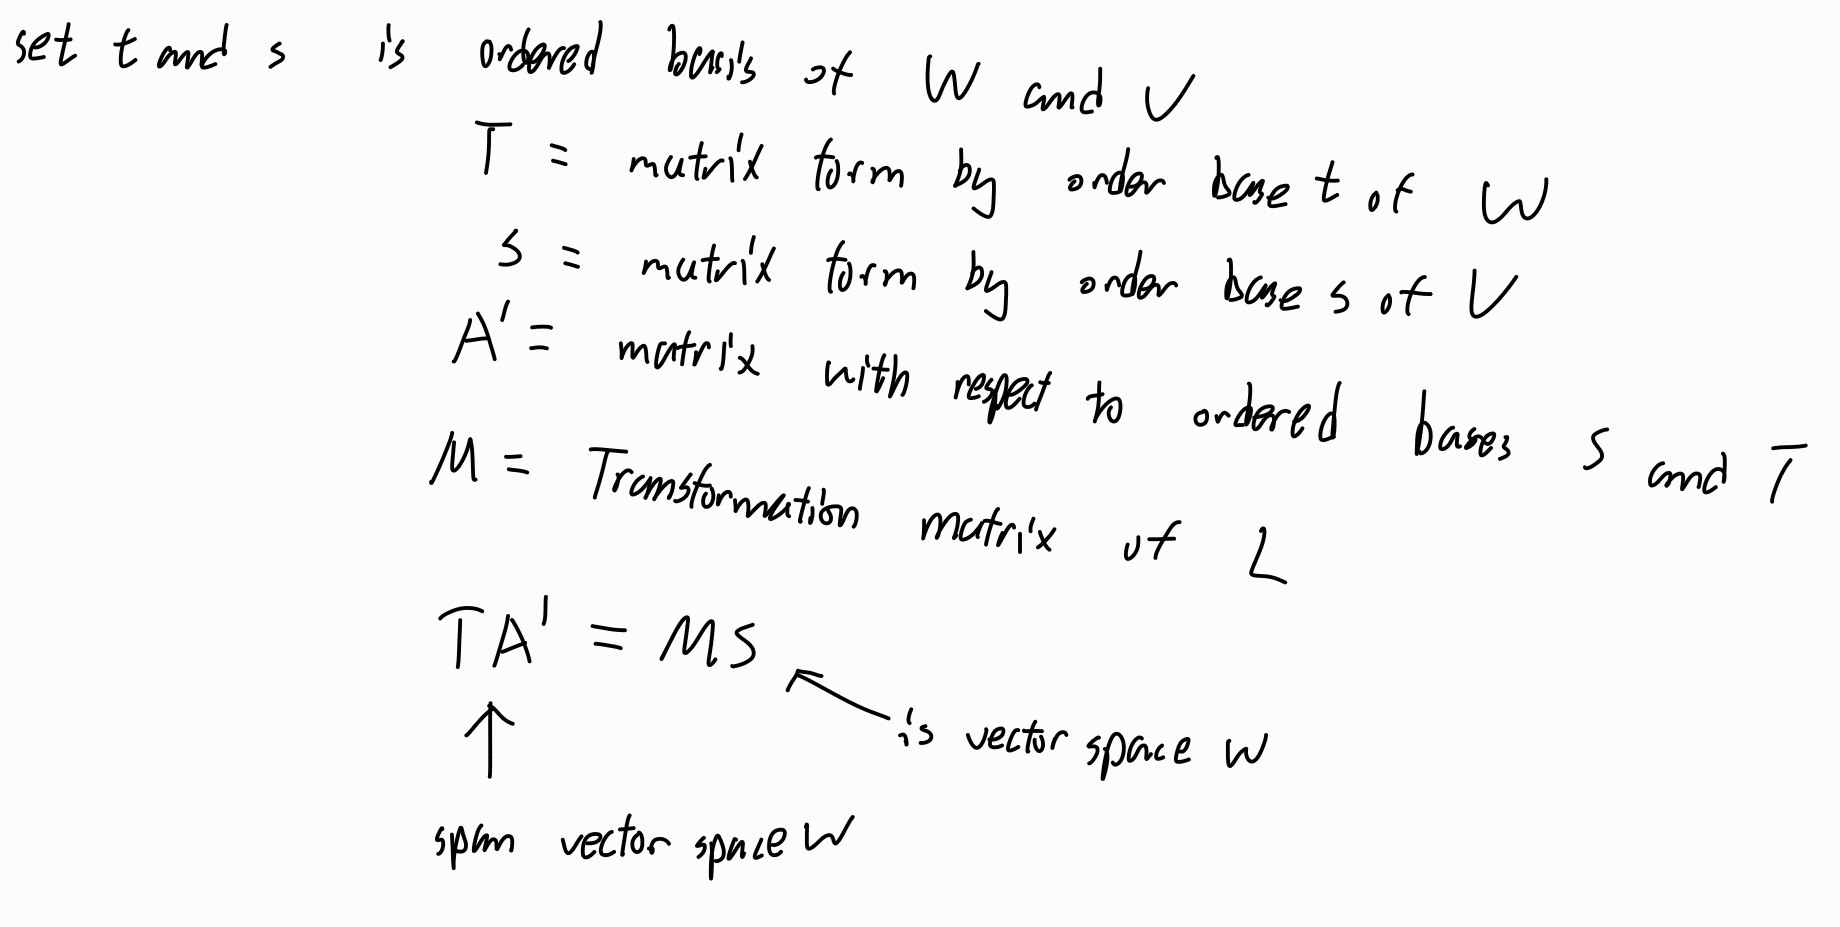 set t and s is ordered basis of W and V
T = matrix form by order base t of W
S = matrix form by order base s of V
A' = matrix with respect to ordered bases S and T
M = Transformation matrix of L
TA' = MS
is vector space W
span vector space W